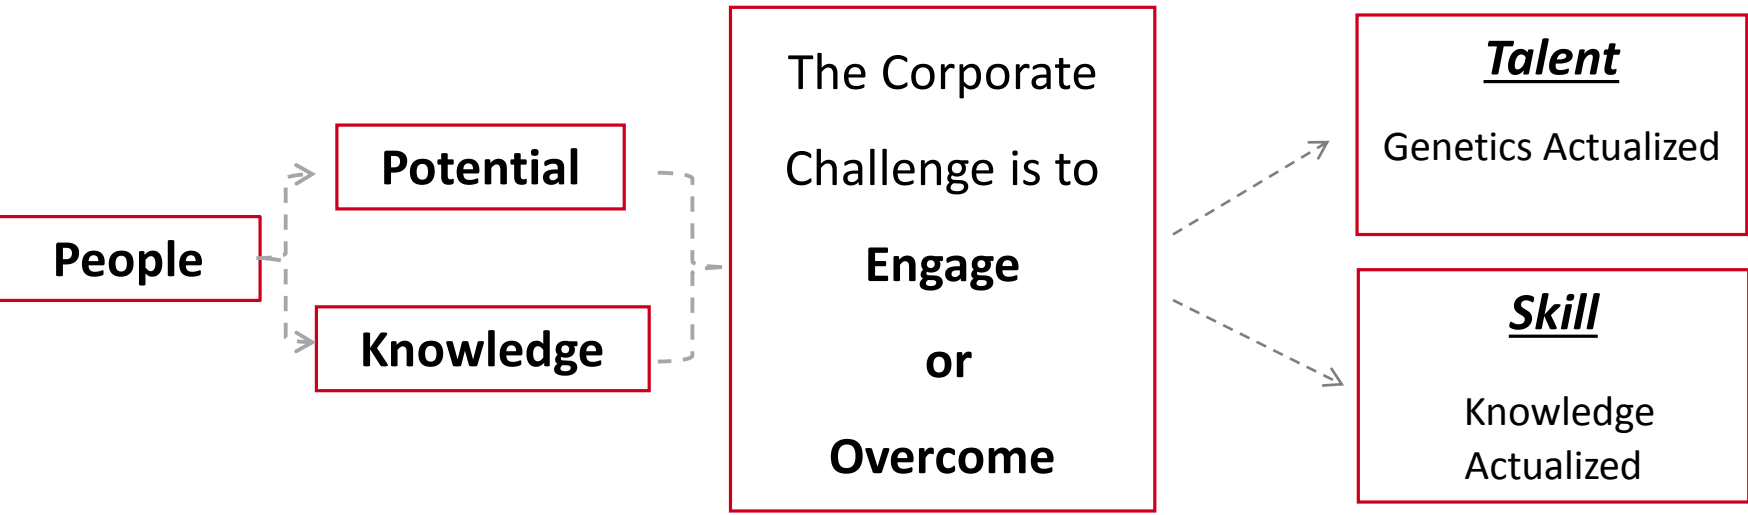 People
Potential
Knowledge
The Corporate
Challenge is to
Engage
or
Overcome
Talent
Genetics Actualized
Skill
Knowledge
Actualized